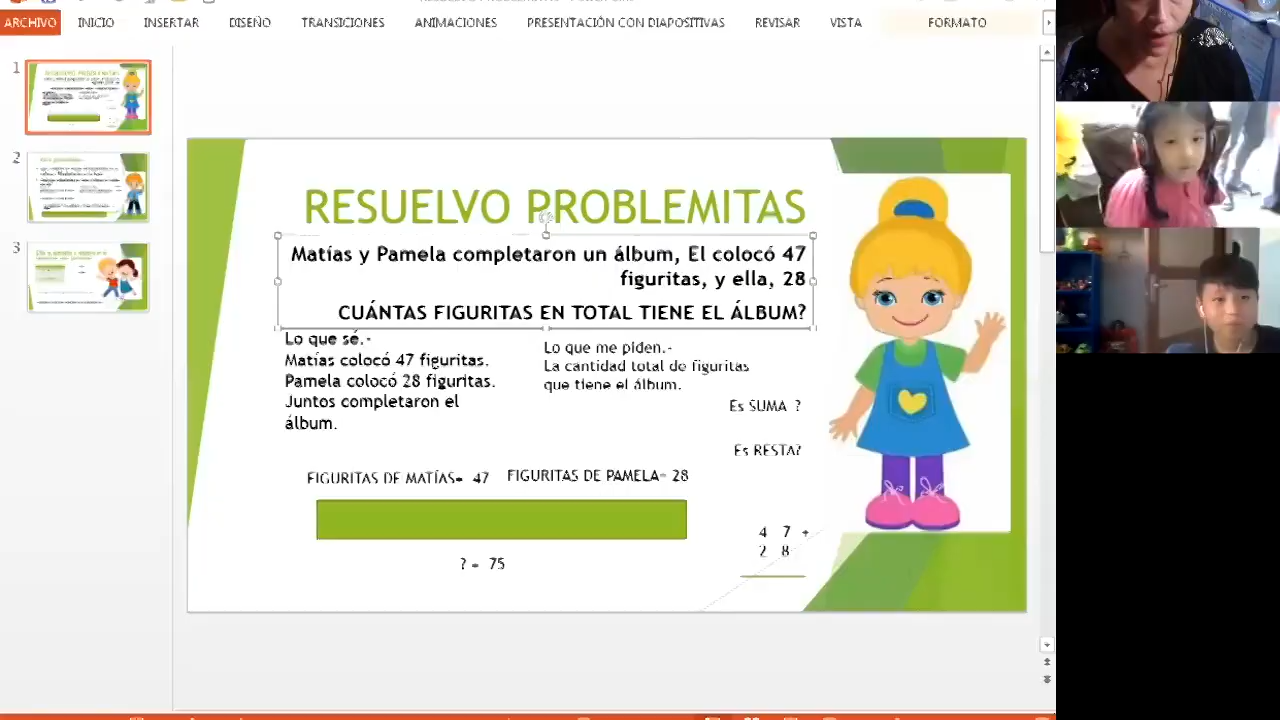 ARCHIVO INICIO INSERTAR DISEÑO TRANSICIONES ANIMACIONES PRESENTACIÓN CON DIAPOSITIVAS REVISAR VISTA FORMATO
1
2
3
RESUELVO PROBLEMITAS
Matías y Pamela completaron un álbum, El colocó 47
figuritas, y ella, 28
CUÁNTAS FIGURITAS EN TOTAL TIENE EL ÁLBUM?
Lo que sé.-
Matías colocó 47 figuritas.
Pamela colocó 28 figuritas.
Juntos completaron el
álbum.
Lo que me piden.-
La cantidad total de figuritas
que tiene el álbum.
Es SUMA ?
Es RESTA?
FIGURITAS DE MATÍAS= 47
FIGURITAS DE PAMELA= 28
? = 75
4 7 +
2 8